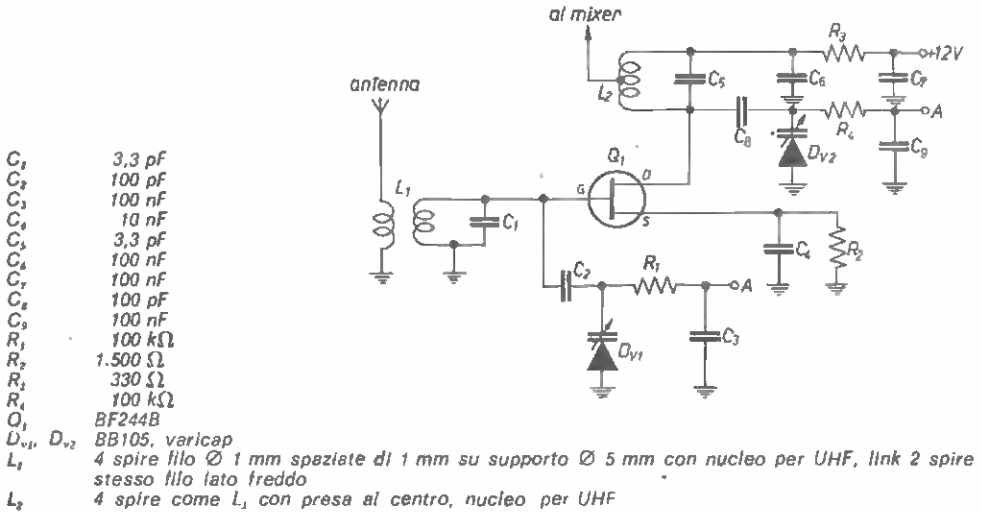 al mixer
antenna
L₁
C₁
C₂
R₁
A
C₃
D_V1
Q₁
G
D
S
L₂
C₅
C₆
R₃
+12V
C₇
C₈
R₄
A
D_V2
C₉
C₄
R₂
C₁ 3,3 pF
C₂ 100 pF
C₃ 100 nF
C₄ 10 nF
C₅ 3,3 pF
C₆ 100 nF
C₇ 100 nF
C₈ 100 pF
C₉ 100 nF
R₁ 100 kΩ
R₂ 1.500 Ω
R₃ 330 Ω
R₄ 100 kΩ
Q₁ BF244B
D_v1, D_v2 BB105, varicap
L₁ 4 spire filo Ø 1 mm spaziate di 1 mm su supporto Ø 5 mm con nucleo per UHF, link 2 spire
stesso filo lato freddo
L₂ 4 spire come L₁ con presa al centro, nucleo per UHF